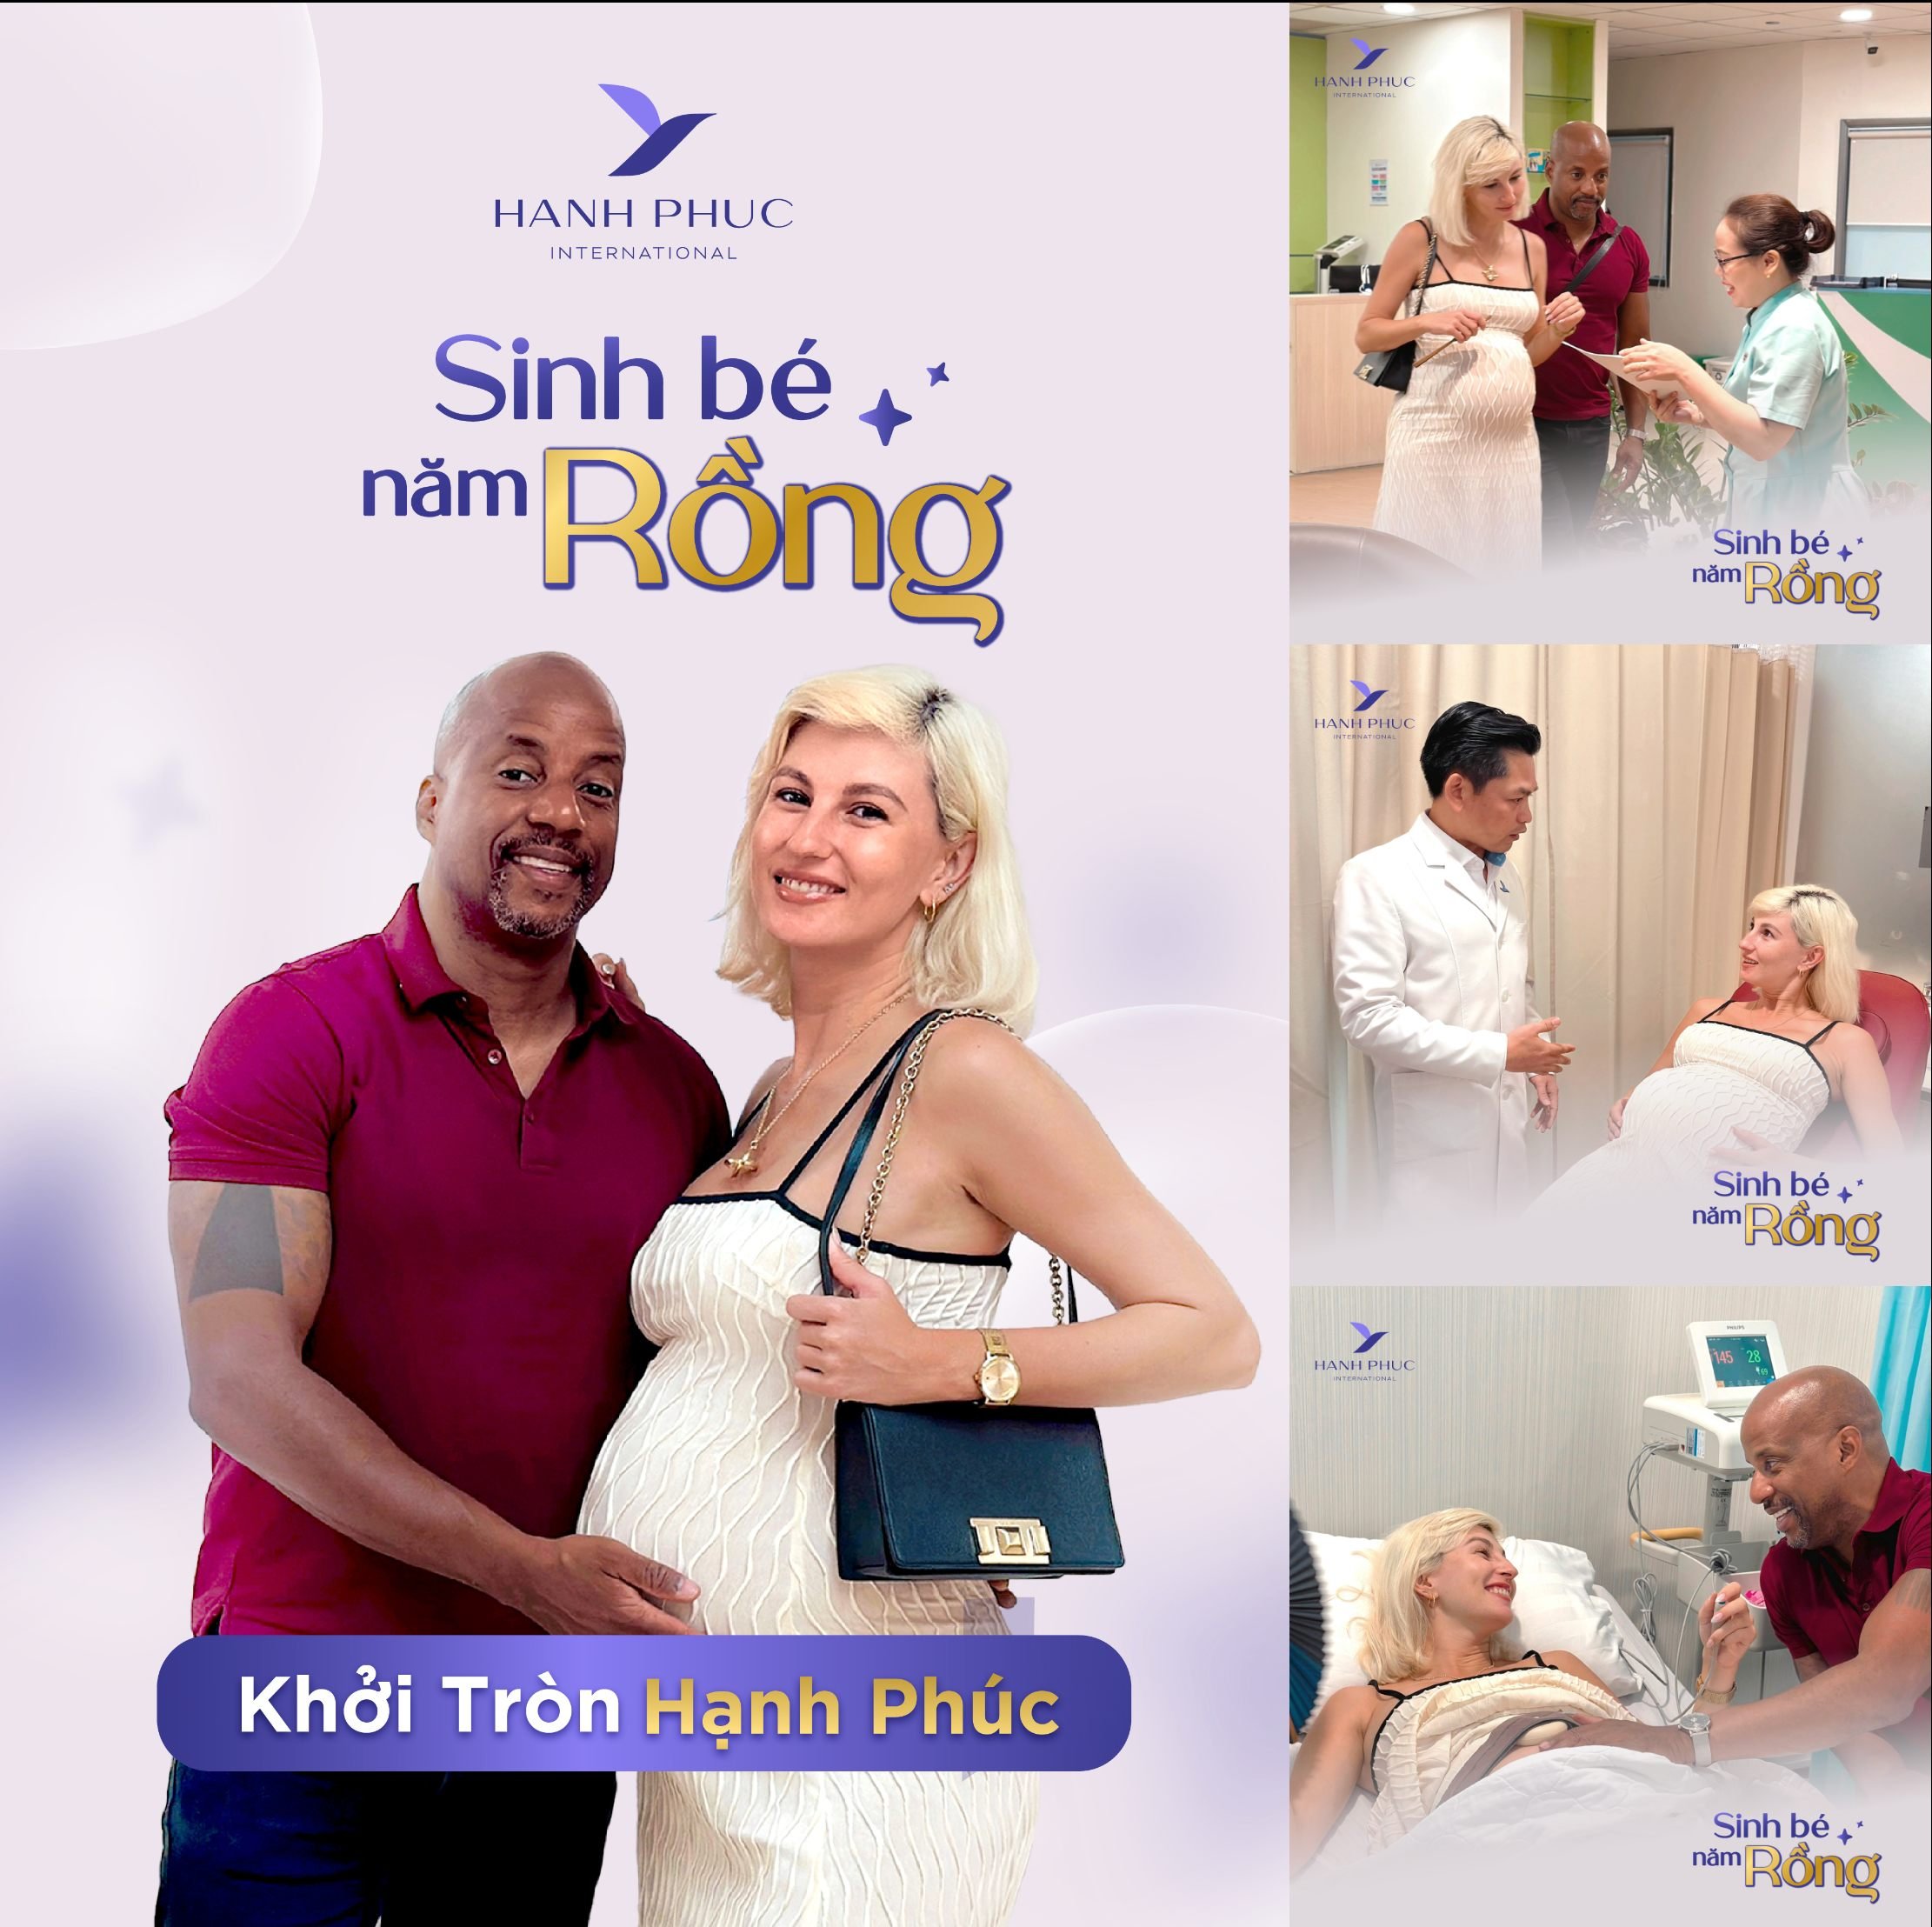 HANH PHUC
INTERNATIONAL
Sinh bé
năm Rồng
Khởi Tròn Hạnh Phúc
HANH PHUC
INTERNATIONAL
Sinh bé
năm Rồng
HANH PHUC
INTERNATIONAL
Sinh bé
năm Rồng
HANH PHUC
INTERNATIONAL
PHILIPS
145 28
Sinh bé
năm Rồng